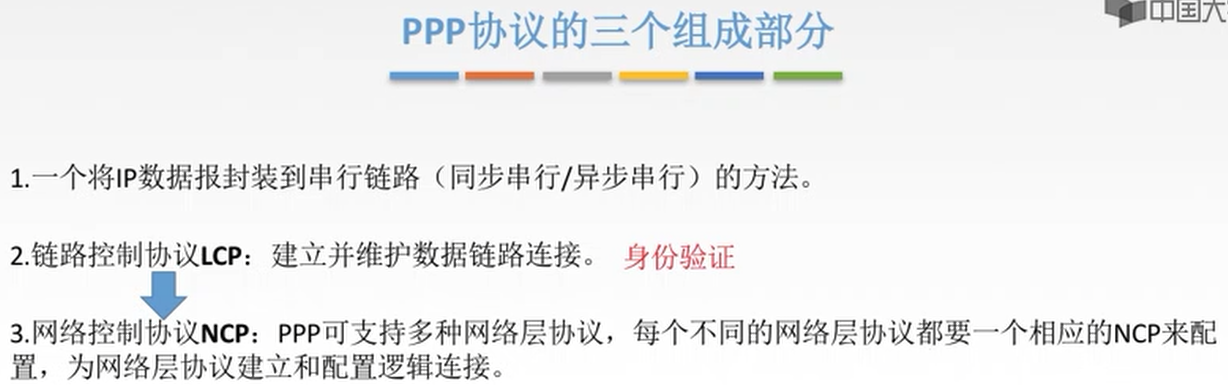 中国大
PPP协议的三个组成部分
1.一个将IP数据报封装到串行链路（同步串行/异步串行）的方法。
2.链路控制协议LCP：建立并维护数据链路连接。 身份验证
3.网络控制协议NCP：PPP可支持多种网络层协议，每个不同的网络层协议都要一个相应的NCP来配
置，为网络层协议建立和配置逻辑连接。